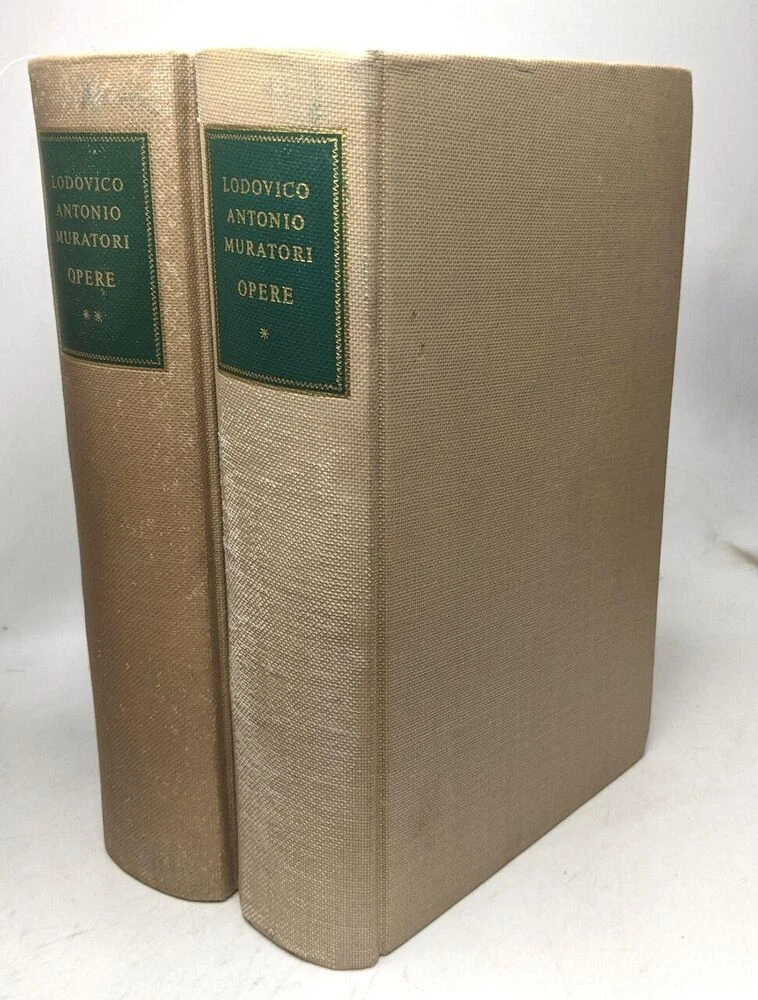 LODOVICO
ANTONIO
MURATORI
OPERE
**
LODOVICO
ANTONIO
MURATORI
OPERE
*